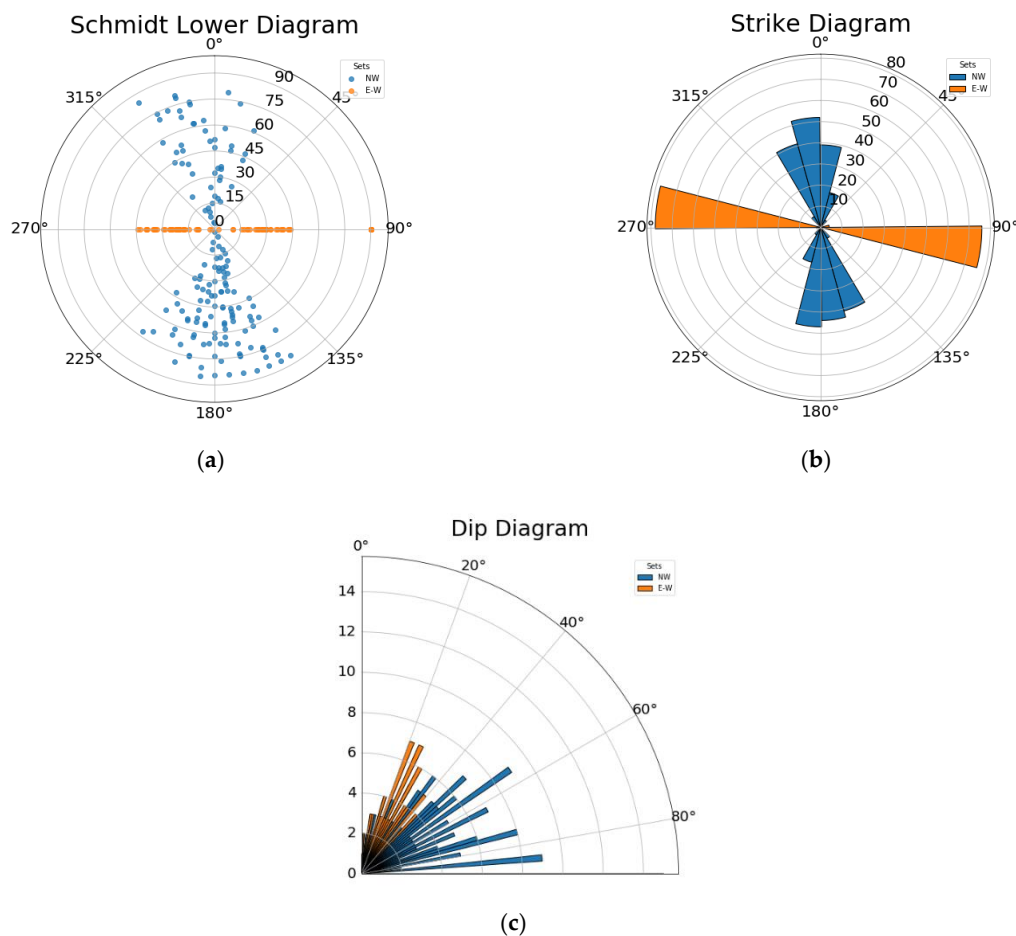 Schmidt Lower Diagram
0°
Sets
NW
E-W
315°
45°
90
75
60
45
30
15
0
270°
90°
225°
135°
180°
(a)
Strike Diagram
0°
Sets
NW
E-W
315°
45°
80
70
60
50
40
30
20
10
270°
90°
225°
135°
180°
(b)
Dip Diagram
0°
20°
Sets
NW
E-W
40°
60°
80°
14
12
10
8
6
4
2
0
(c)